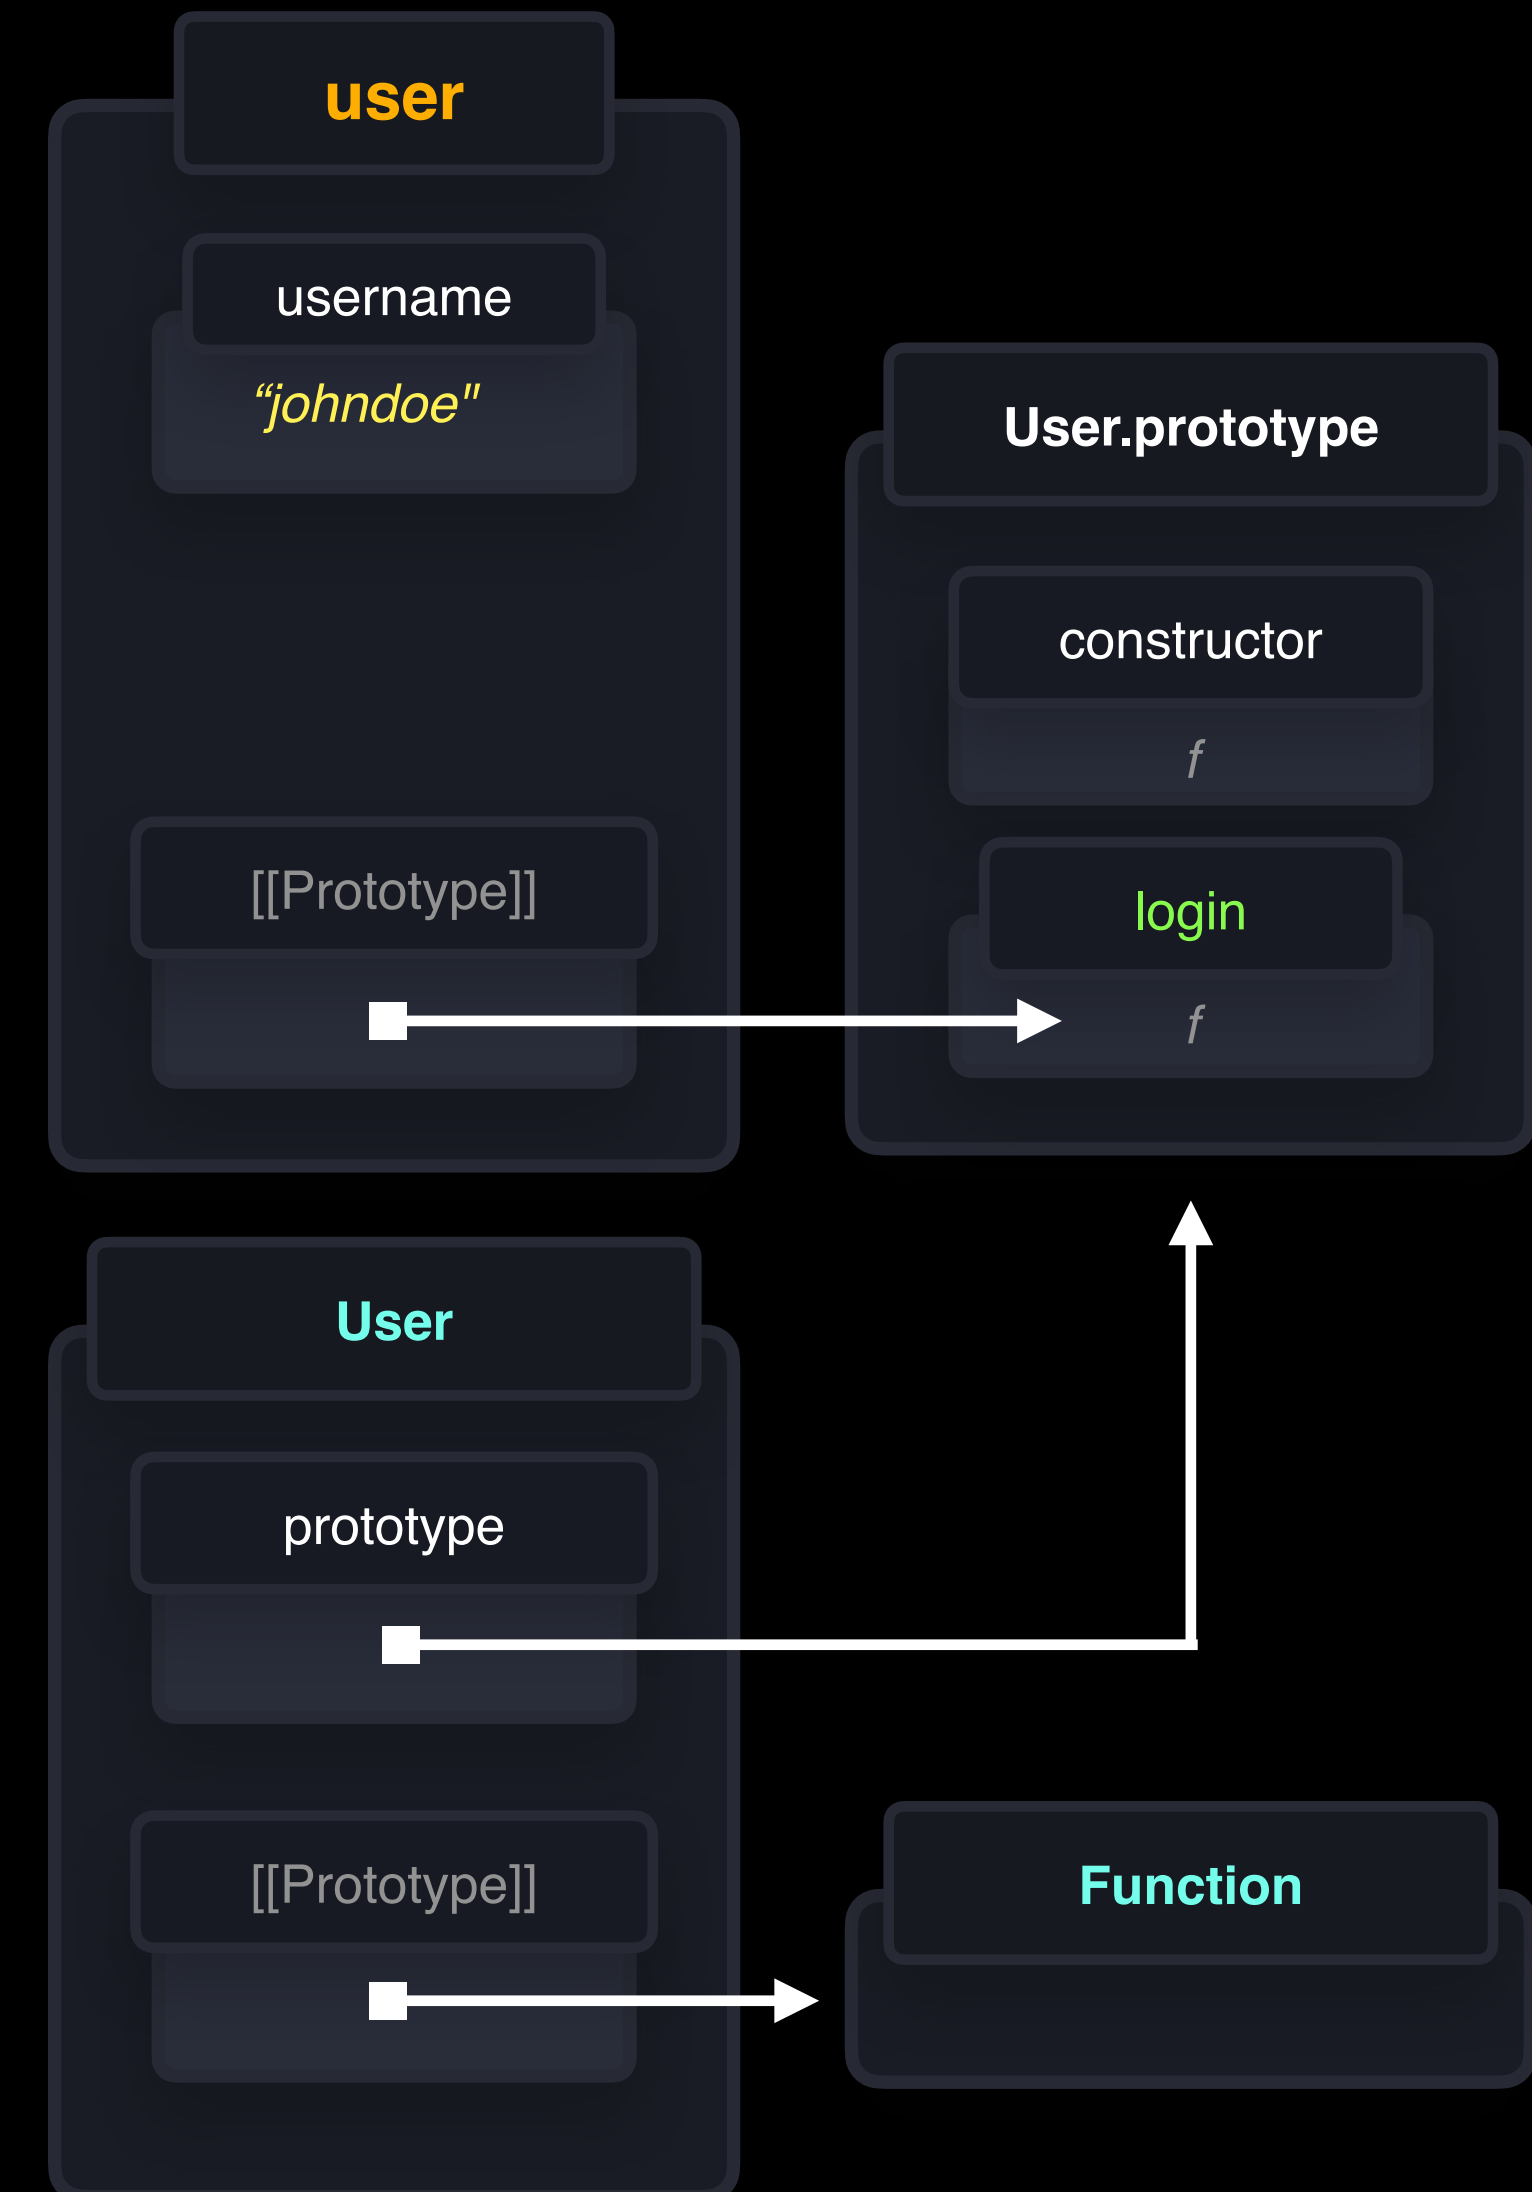 user
username
“johndoe"
[[Prototype]]
User.prototype
constructor
f
login
f
User
prototype
[[Prototype]]
Function